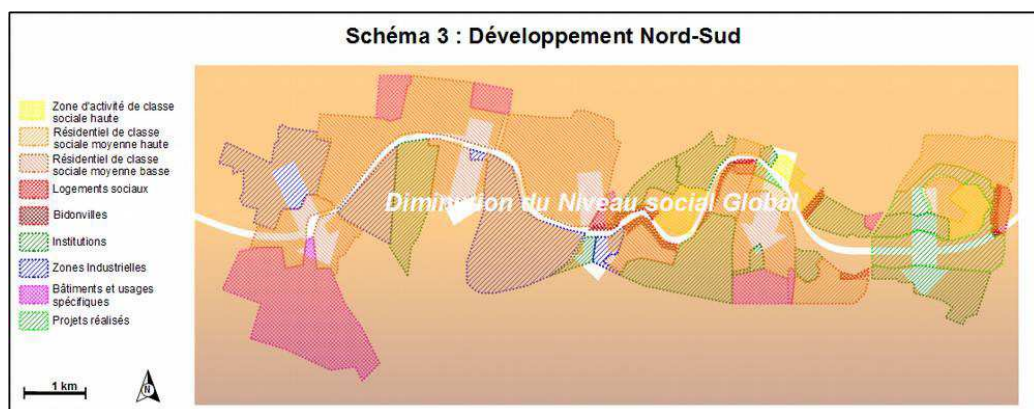 Schéma 3 : Développement Nord-Sud
Zone d'activité de classe
sociale haute
Résidentiel de classe
sociale moyenne haute
Résidentiel de classe
sociale moyenne basse
Logements sociaux
Bidonvilles
Institutions
Zones Industrielles
Bâtiments et usages
spécifiques
Projets réalisés
Diminution du Niveau social Global
1 km
N